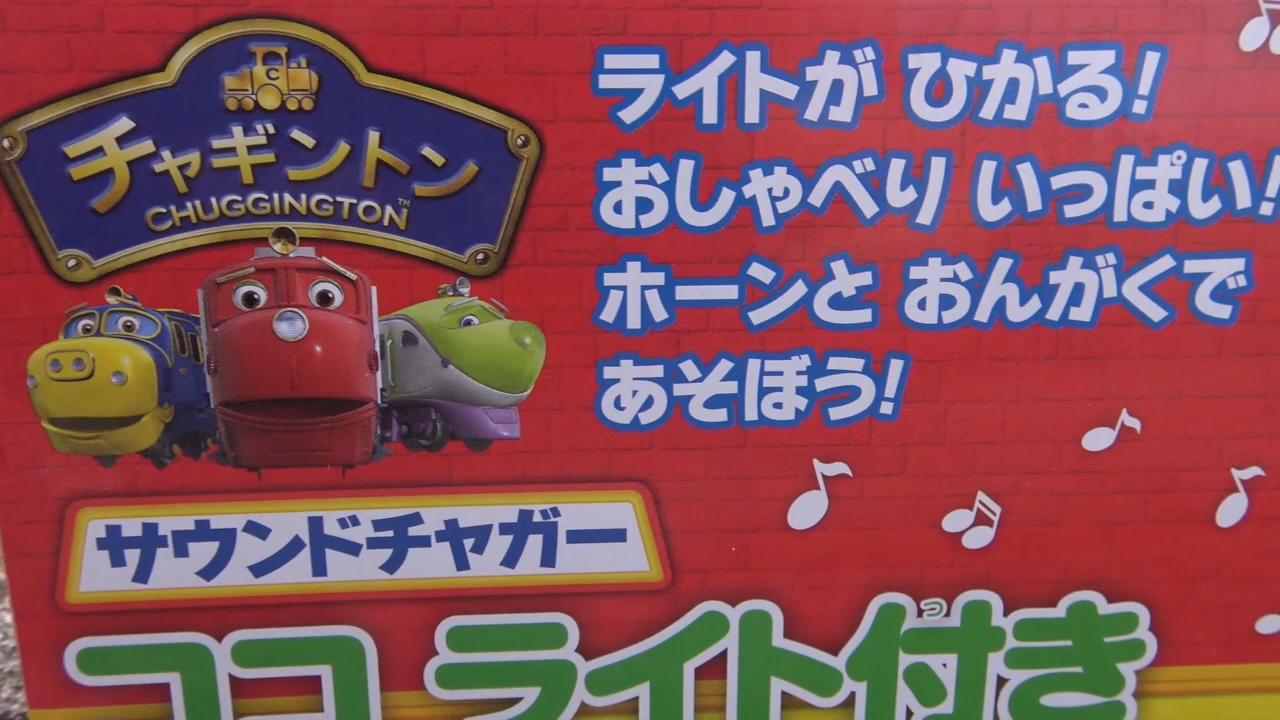 C
チャギントン
CHUGGINGTON™
ライトが ひかる!
おしゃべり いっぱい!
ホーンと おんがくで
あそぼう!
サウンドチャガー
つ
ココ ライト付き